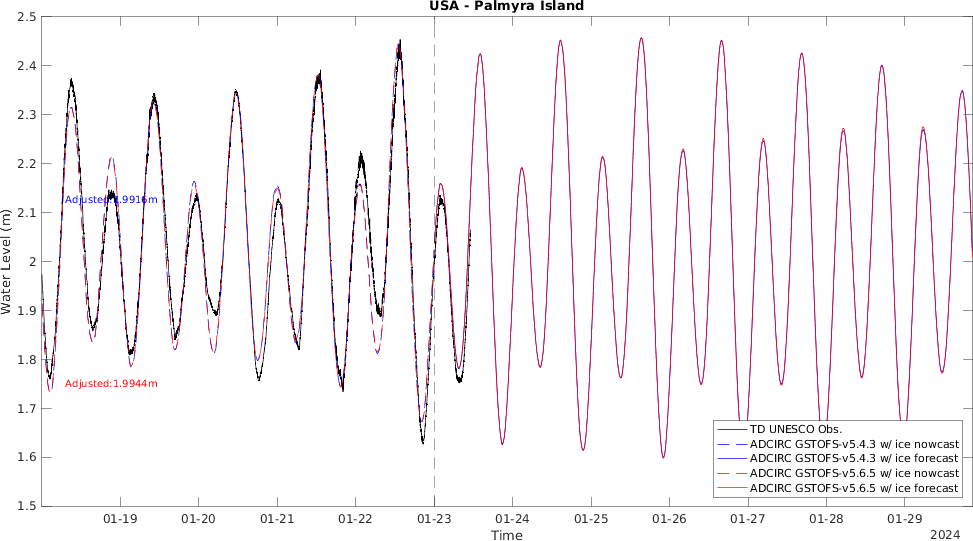 USA - Palmyra Island
2.5
2.4
2.3
2.2
2.1
2
1.9
1.8
1.7
1.6
1.5
Water Level (m)
Adjusted:1.9916m
Adjusted:1.9944m
TD UNESCO Obs.
ADCIRC GSTOFS-v5.4.3 w/ ice nowcast
ADCIRC GSTOFS-v5.4.3 w/ ice forecast
ADCIRC GSTOFS-v5.6.5 w/ ice nowcast
ADCIRC GSTOFS-v5.6.5 w/ ice forecast
01-19 01-20 01-21 01-22 01-23 01-24 01-25 01-26 01-27 01-28 01-29
Time
2024